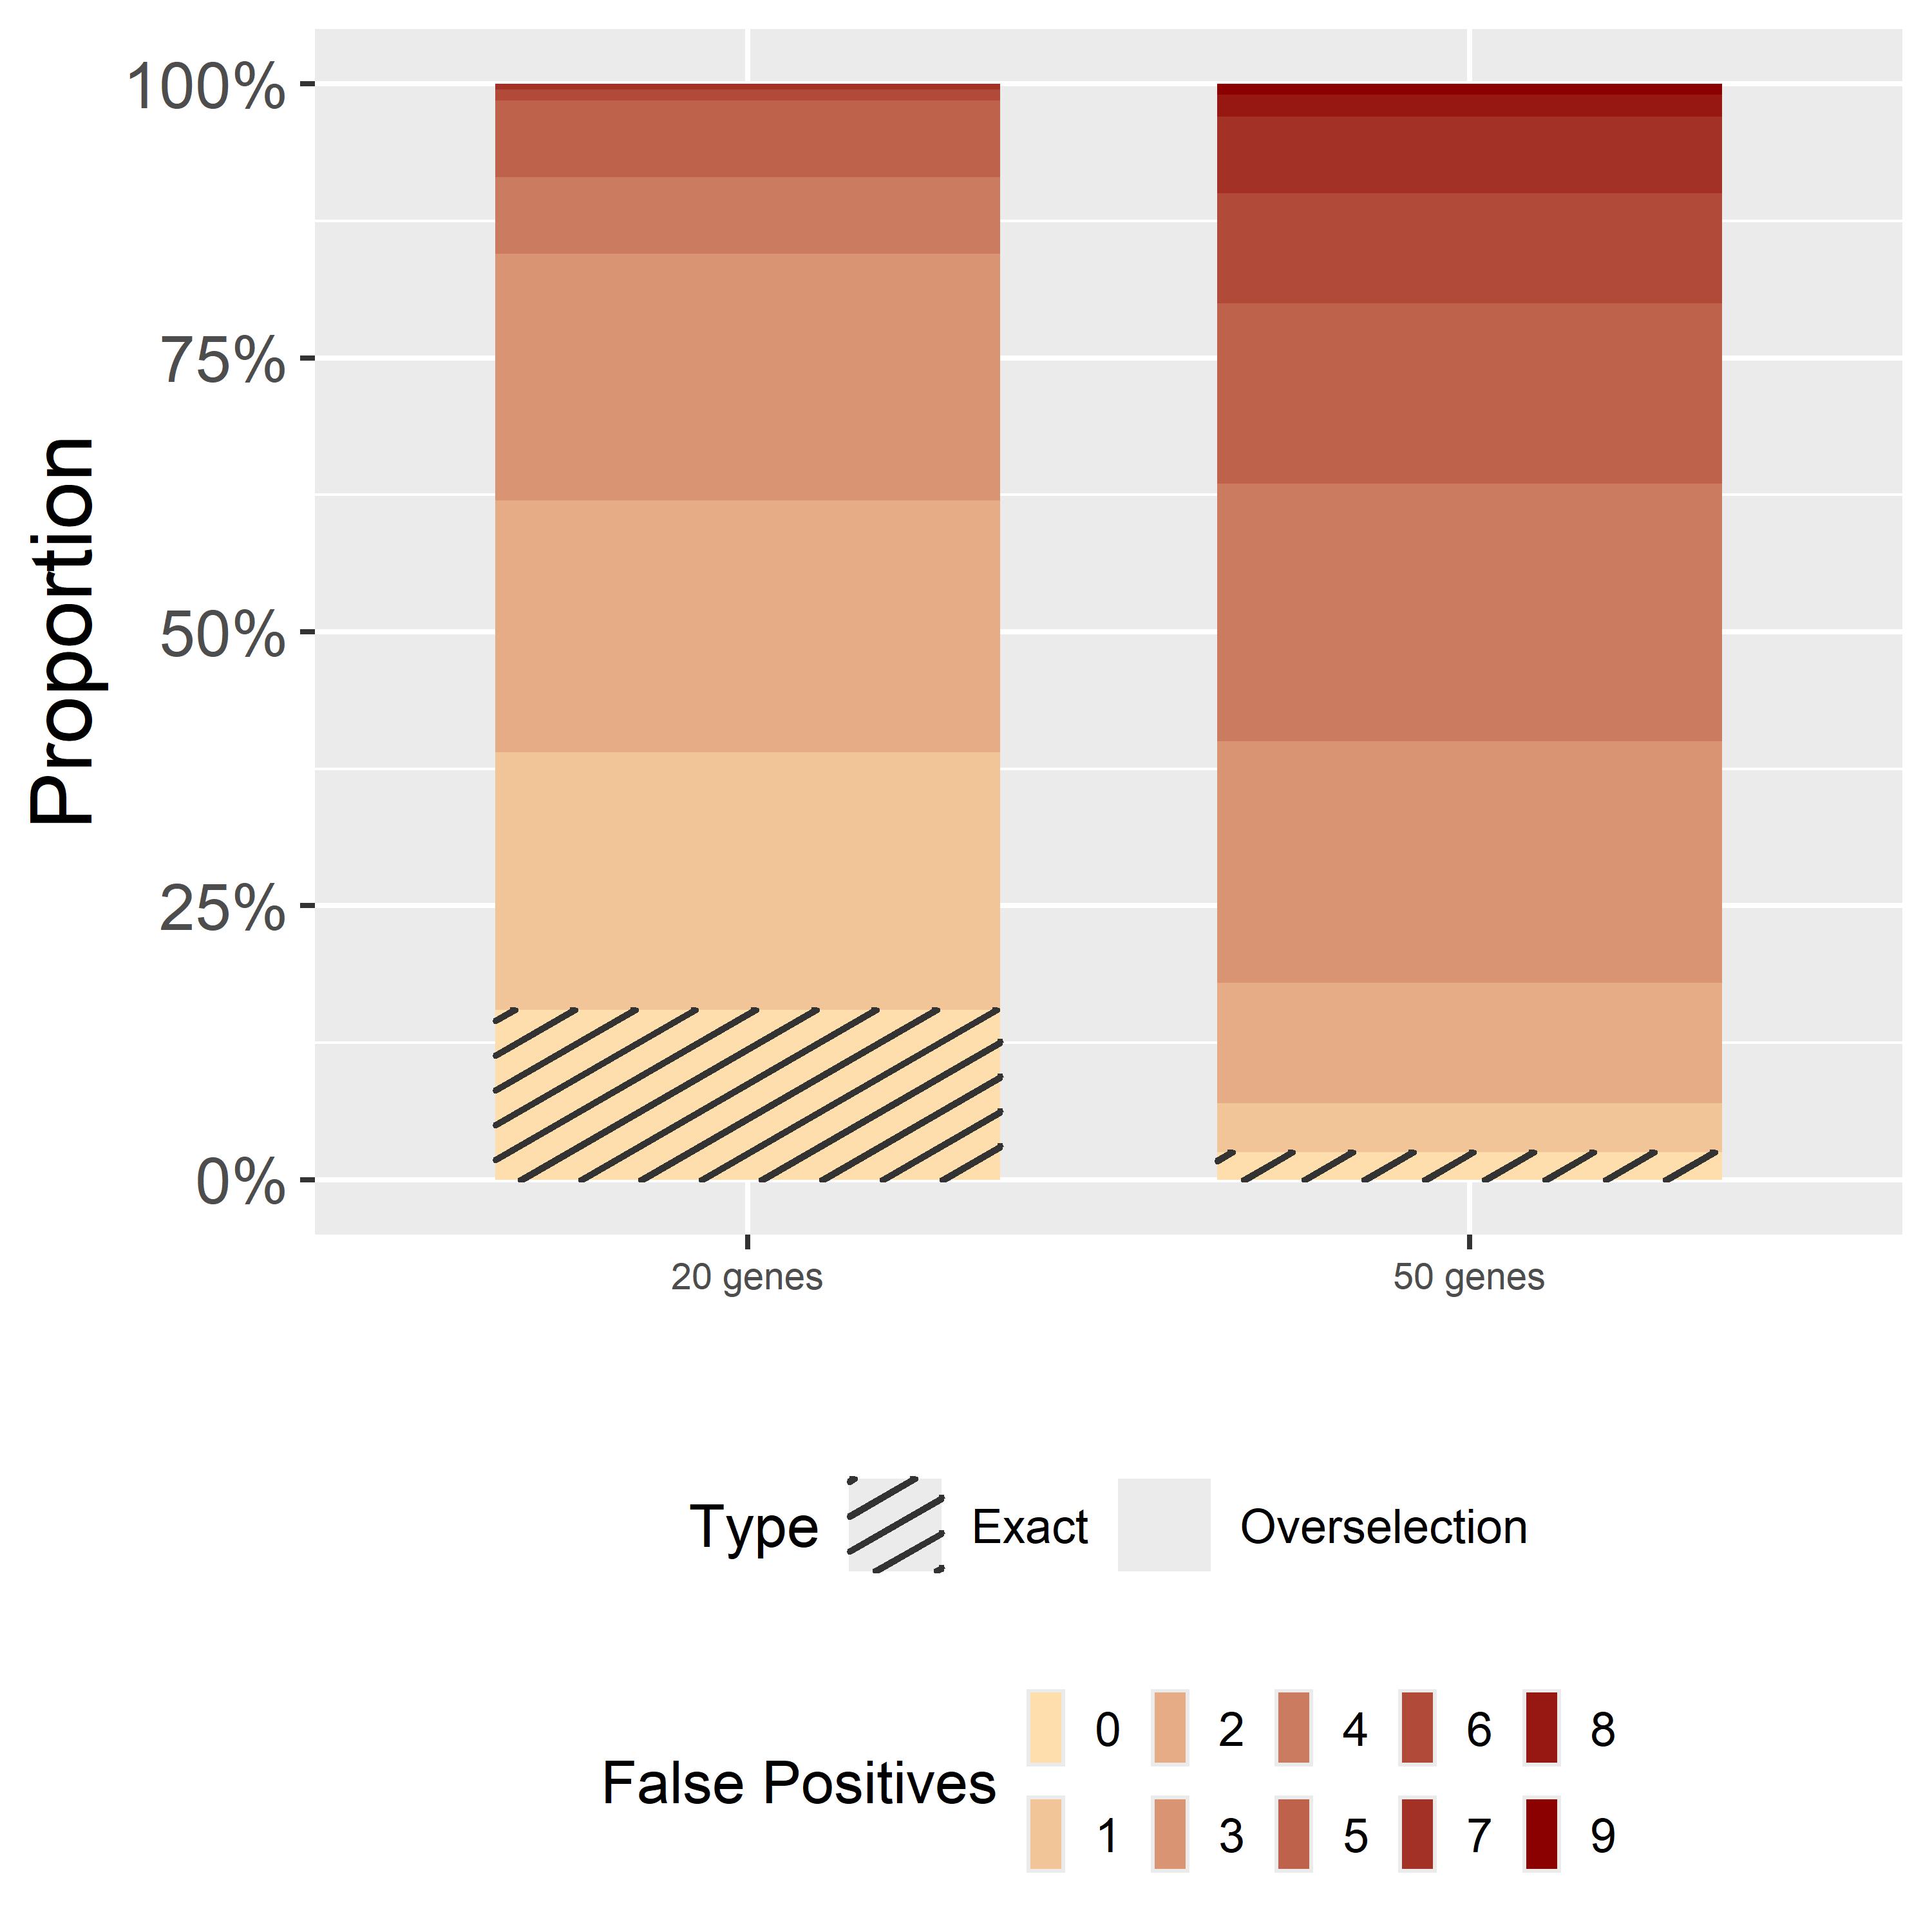 Proportion
100%
75%
50%
25%
0%
20 genes
50 genes
Type
Exact
Overselection
False Positives
0
2
4
6
8
1
3
5
7
9